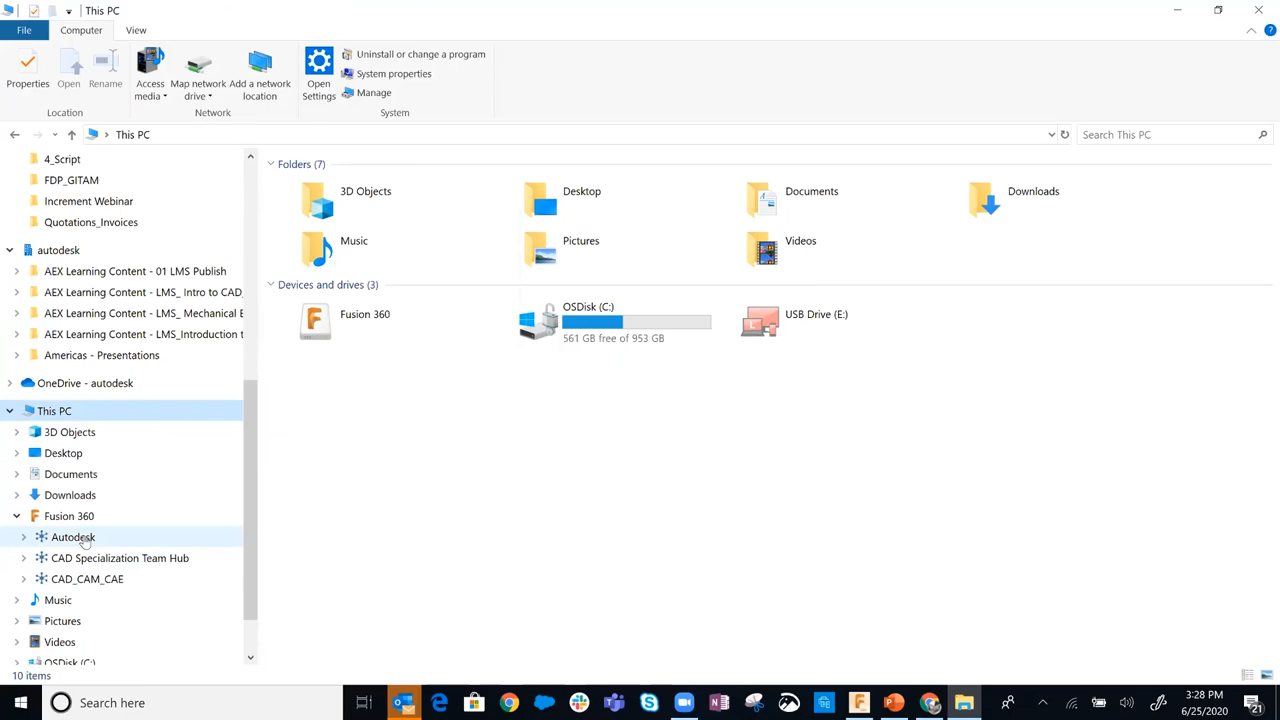 This PC
File Computer View
Properties Open Rename Access media Map network drive Add a network location Open Settings Uninstall or change a program
System properties
Manage
Location Network System
This PC Search This PC
4_Script
FDP_GITAM
Increment Webinar
Quotations_Invoices
autodesk
AEX Learning Content - 01 LMS Publish
AEX Learning Content - LMS_ Intro to CAD_
AEX Learning Content - LMS_ Mechanical E
AEX Learning Content - LMS_Introduction t
Americas - Presentations
OneDrive - autodesk
This PC
3D Objects
Desktop
Documents
Downloads
Fusion 360
Autodesk
CAD Specialization Team Hub
CAD_CAM_CAE
Music
Pictures
Videos
OSDisk (C:)
Folders (7)
3D Objects Desktop Documents Downloads
Music Pictures Videos
Devices and drives (3)
Fusion 360 OSDisk (C:) USB Drive (E:)
561 GB free of 953 GB
10 items
Search here 3:28 PM
6/25/2020
21